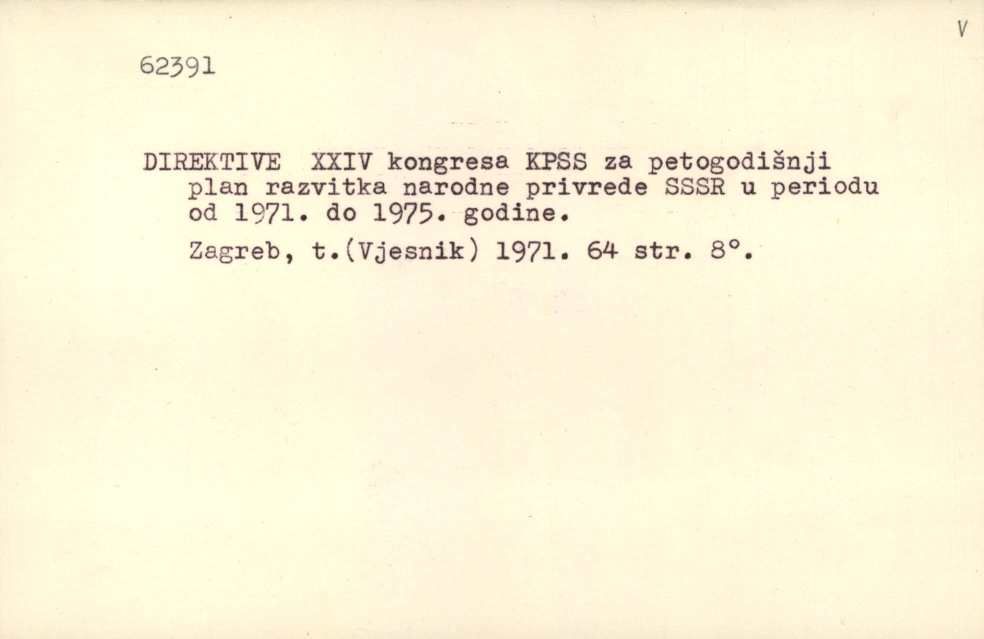 V
62391
DIREKTIVE XXIV kongresa KPSS za petogodišnji
plan razvitka narodne privrede SSSR u periodu
od 1971. do 1975. godine.
Zagreb, t.(Vjesnik) 1971. 64 str. 8°.